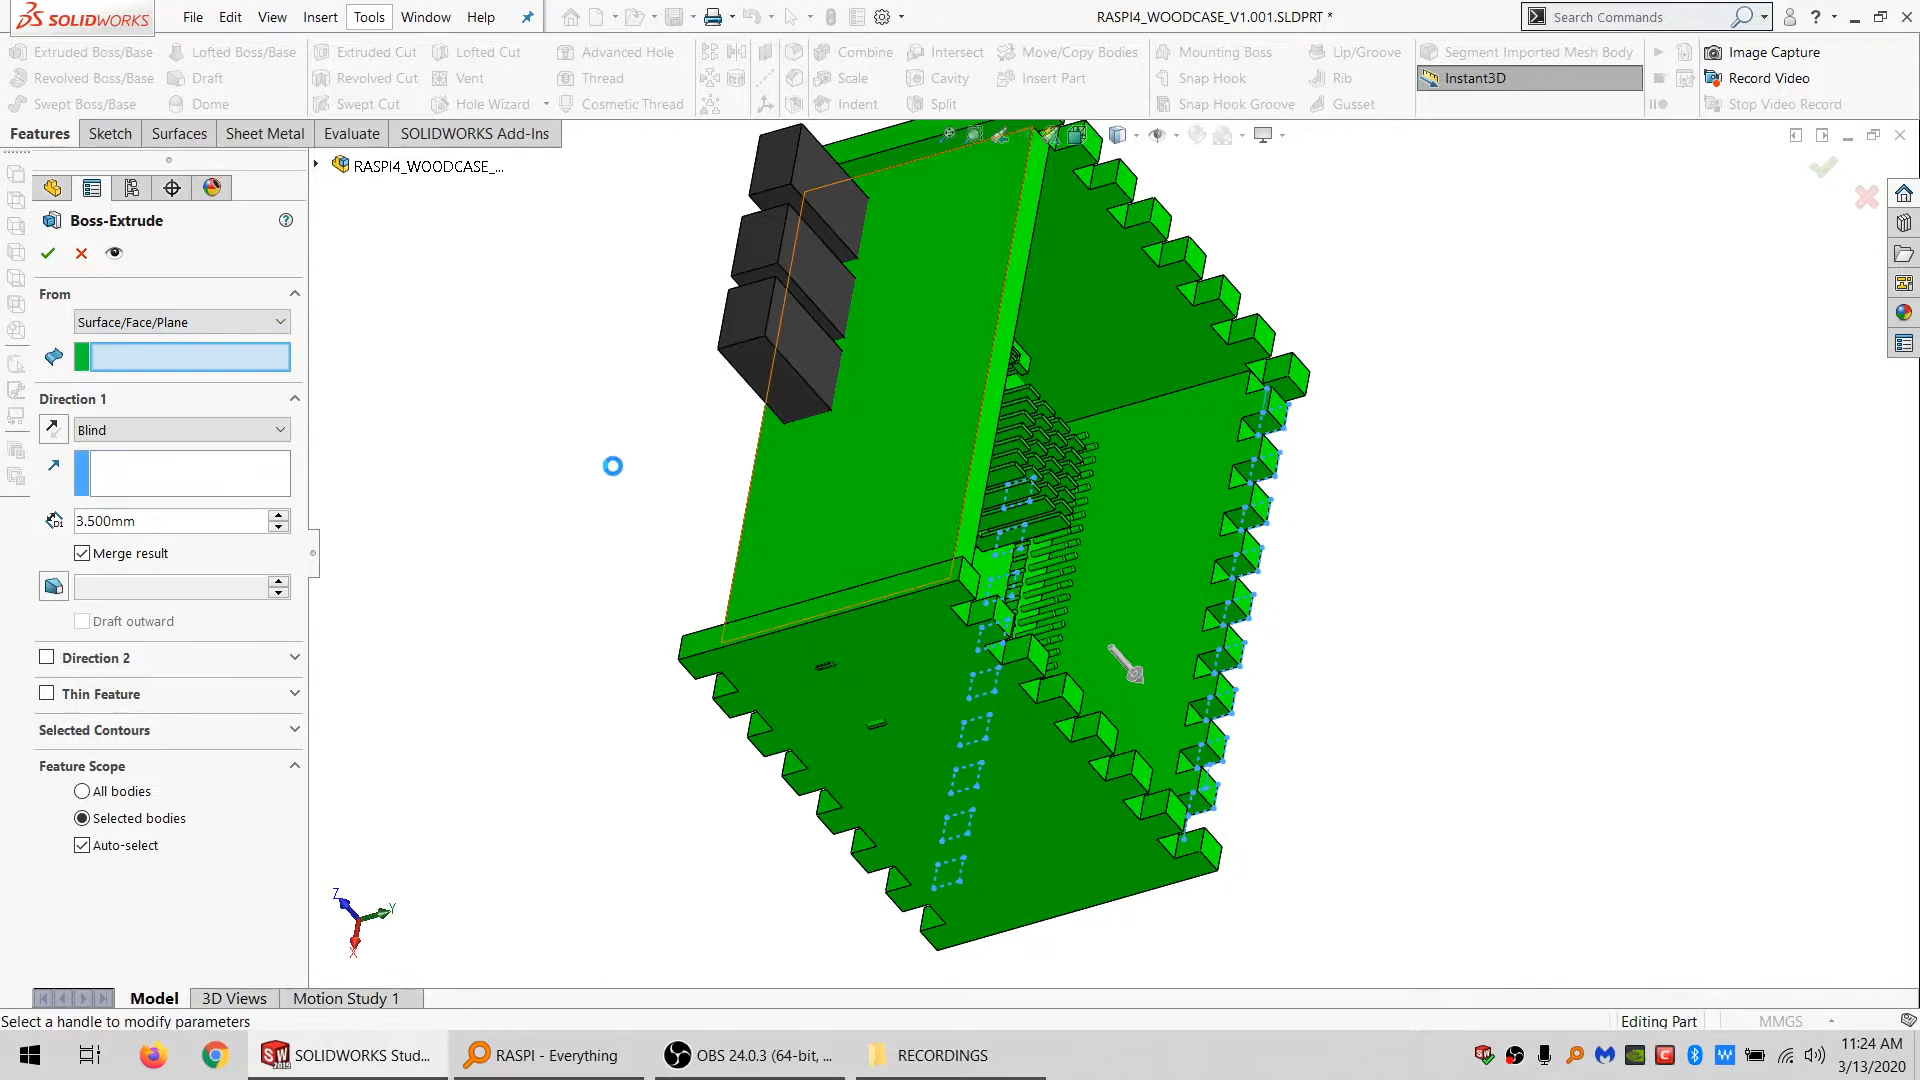 SOLIDWORKS
File Edit View Insert Tools Window Help
RASPI4_WOODCASE_V1.001.SLDPRT *
Search Commands
Extruded Boss/Base
Revolved Boss/Base
Swept Boss/Base
Lofted Boss/Base
Draft
Dome
Extruded Cut
Revolved Cut
Swept Cut
Lofted Cut
Vent
Hole Wizard
Advanced Hole
Thread
Cosmetic Thread
Combine
Scale
Indent
Intersect
Cavity
Split
Move/Copy Bodies
Insert Part
Mounting Boss
Snap Hook
Snap Hook Groove
Lip/Groove
Rib
Gusset
Segment Imported Mesh Body
Instant3D
Image Capture
Record Video
Stop Video Record
Features Sketch Surfaces Sheet Metal Evaluate SOLIDWORKS Add-Ins
RASPI4_WOODCASE_...
Boss-Extrude
From
Surface/Face/Plane
Direction 1
Blind
3.500mm
Merge result
Draft outward
Direction 2
Thin Feature
Selected Contours
Feature Scope
All bodies
Selected bodies
Auto-select
Z
Y
X
Model 3D Views Motion Study 1
Select a handle to modify parameters
Editing Part
MMGS
SOLIDWORKS Stud...
RASPI - Everything
OBS 24.0.3 (64-bit, ...
RECORDINGS
11:24 AM
3/13/2020